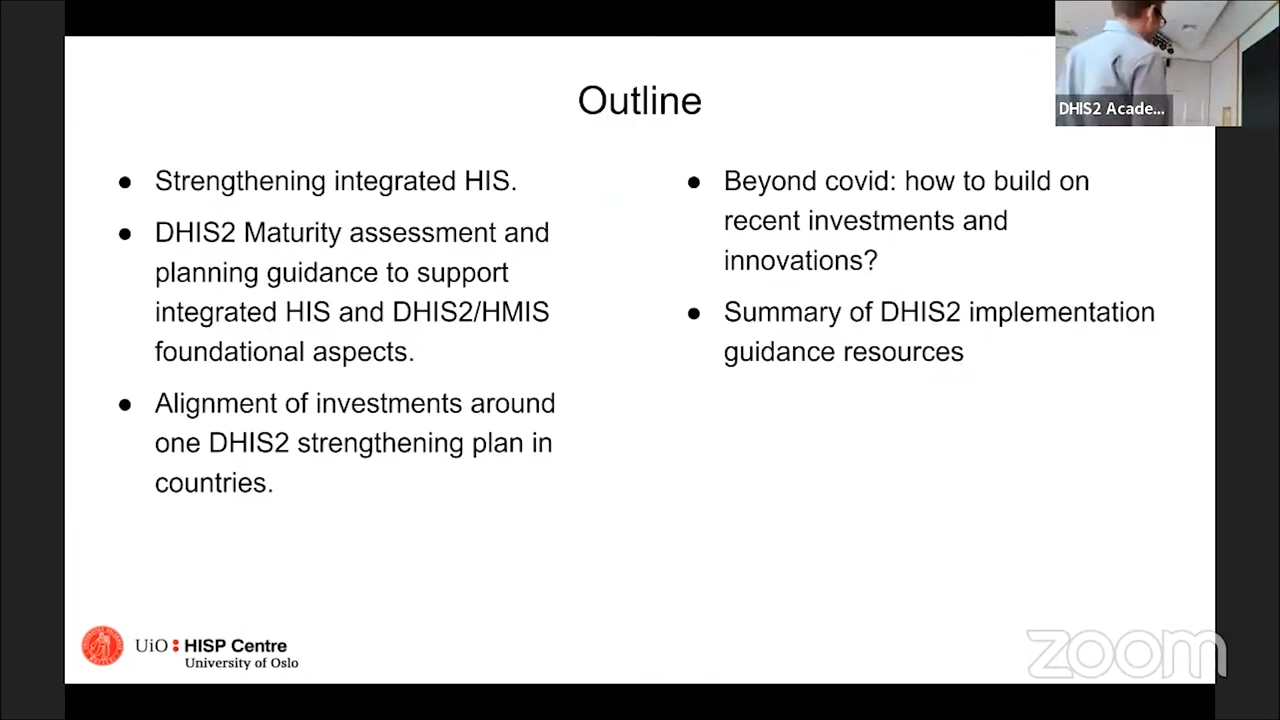 Outline
● Strengthening integrated HIS.
● DHIS2 Maturity assessment and
planning guidance to support
integrated HIS and DHIS2/HMIS
foundational aspects.
● Alignment of investments around
one DHIS2 strengthening plan in
countries.
● Beyond covid: how to build on
recent investments and
innovations?
● Summary of DHIS2 implementation
guidance resources
DHIS2 Acade...
UiO : HISP Centre
University of Oslo
zoom